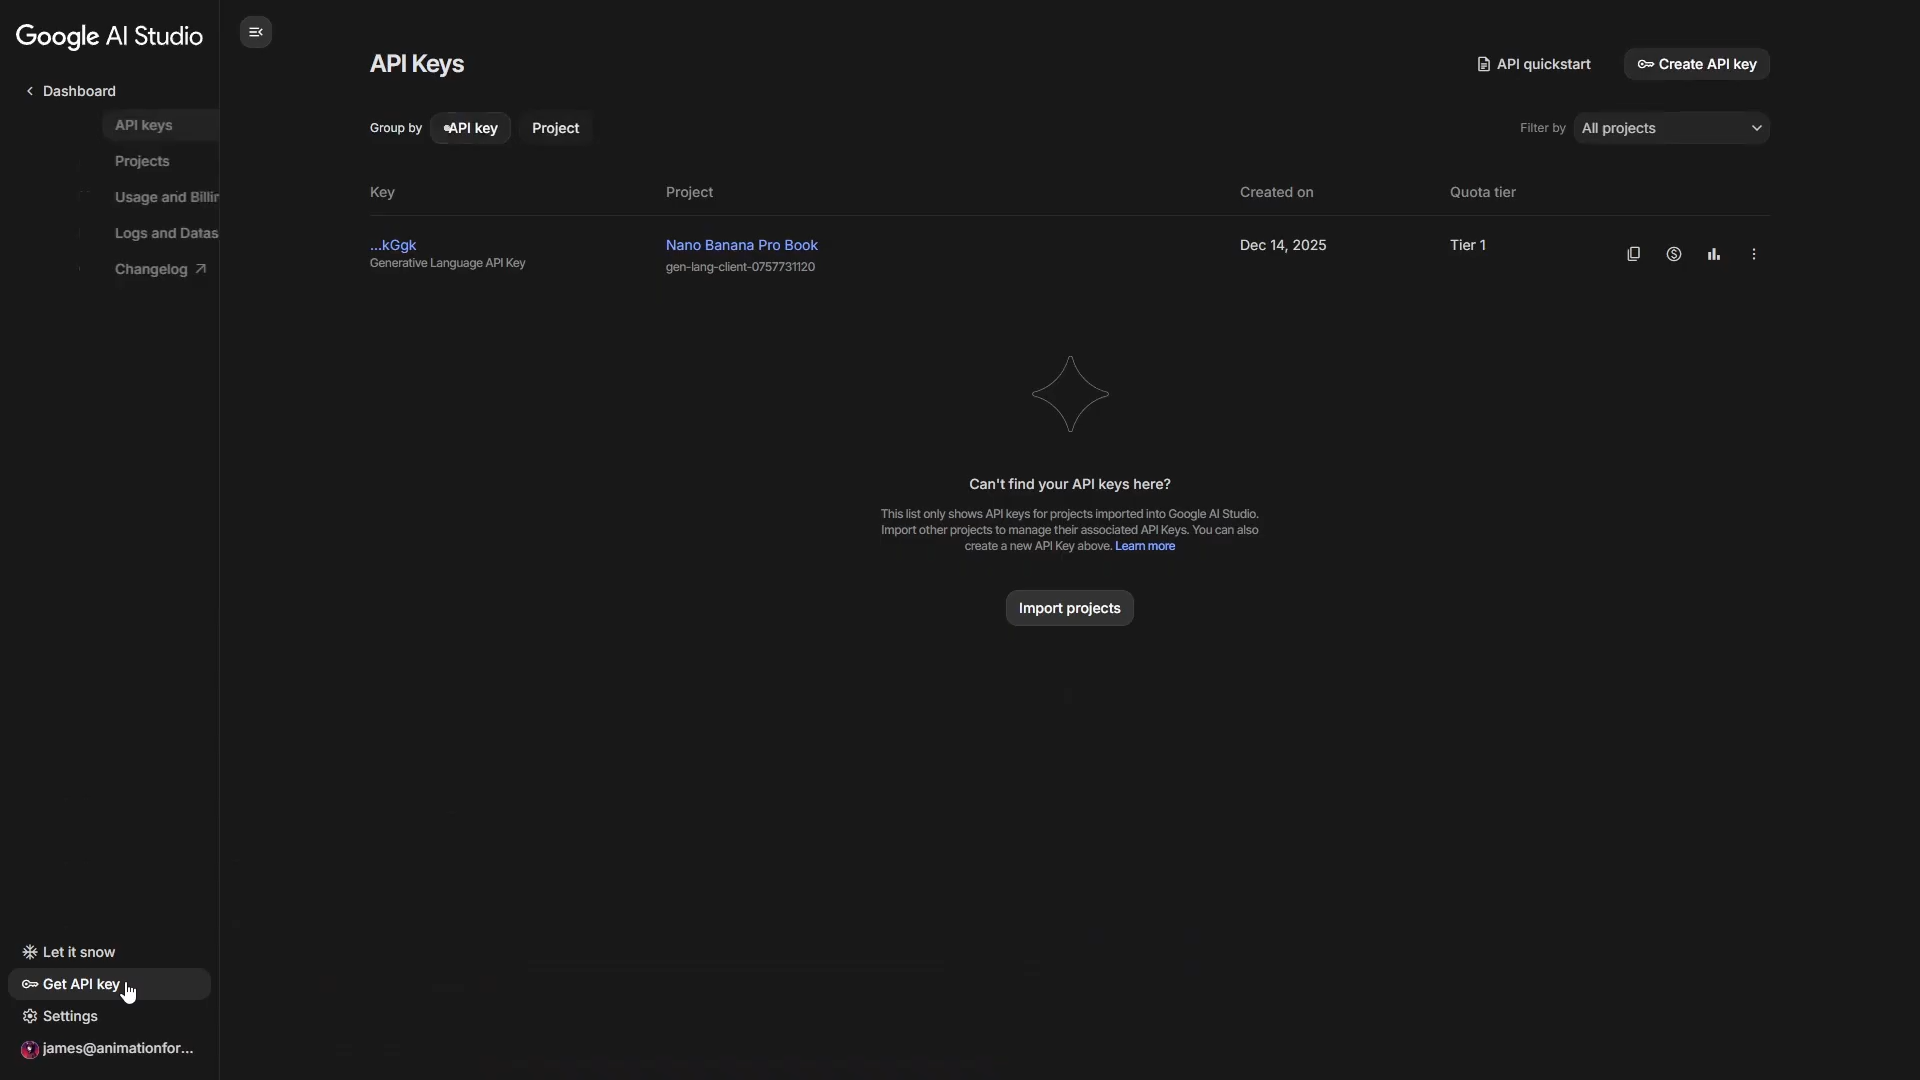 Google AI Studio
Dashboard
API keys
Projects
Usage and Billin
Logs and Datas
Changelog
API Keys
API quickstart
Create API key
Group by
API key
Project
Filter by
All projects
Key
Project
Created on
Quota tier
...kGgk
Nano Banana Pro Book
Dec 14, 2025
Tier 1
Generative Language API Key
gen-lang-client-0757731120
Can't find your API keys here?
This list only shows API keys for projects imported into Google AI Studio.
Import other projects to manage their associated API Keys. You can also
create a new API Key above. Learn more
Import projects
Let it snow
Get API key
Settings
james@animationfor...